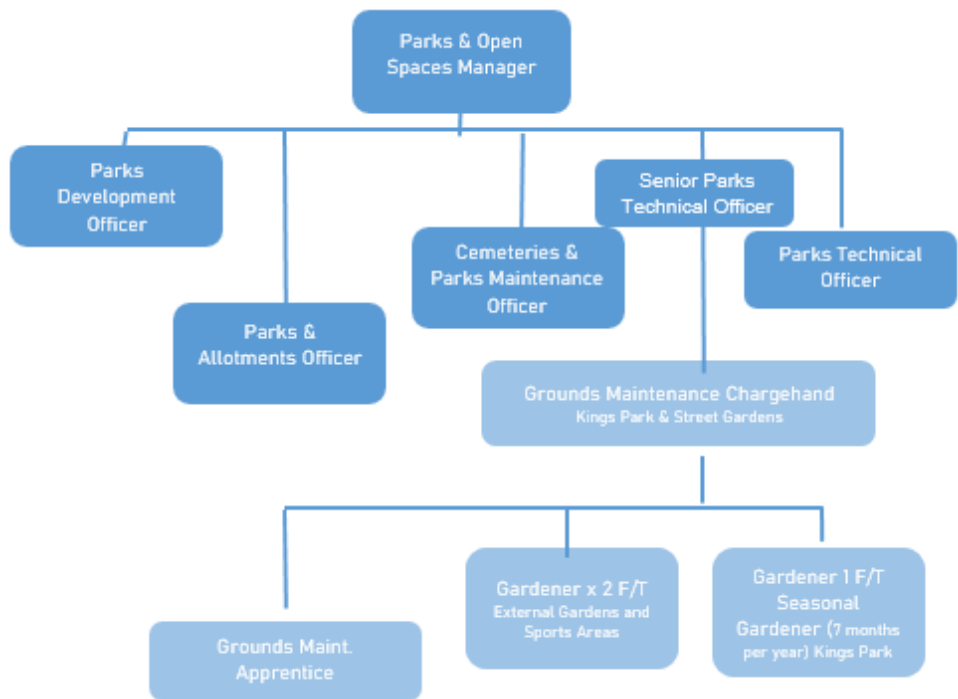 Parks & Open
Spaces Manager
Parks
Development
Officer
Parks &
Allotments Officer
Cemeteries &
Parks Maintenance
Officer
Senior Parks
Technical Officer
Parks Technical
Officer
Grounds Maintenance Chargehand
Kings Park & Street Gardens
Grounds Maint.
Apprentice
Gardener x 2 F/T
External Gardens and
Sports Areas
Gardener 1 F/T
Seasonal
Gardener (7 months
per year) Kings Park